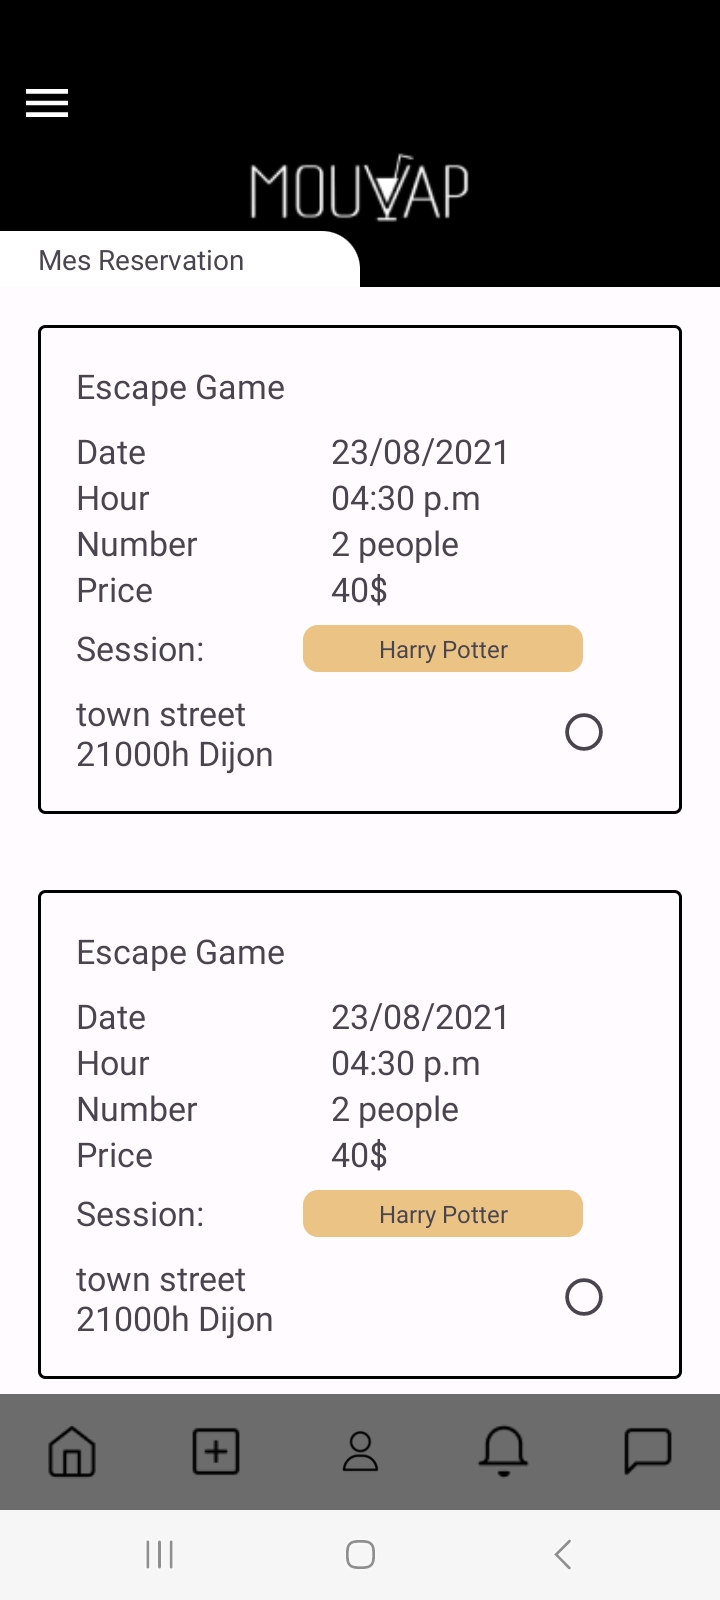 MOUVAP
Mes Reservation
Escape Game
Date 23/08/2021
Hour 04:30 p.m
Number 2 people
Price 40$
Session: Harry Potter
town street
21000h Dijon
Escape Game
Date 23/08/2021
Hour 04:30 p.m
Number 2 people
Price 40$
Session: Harry Potter
town street
21000h Dijon